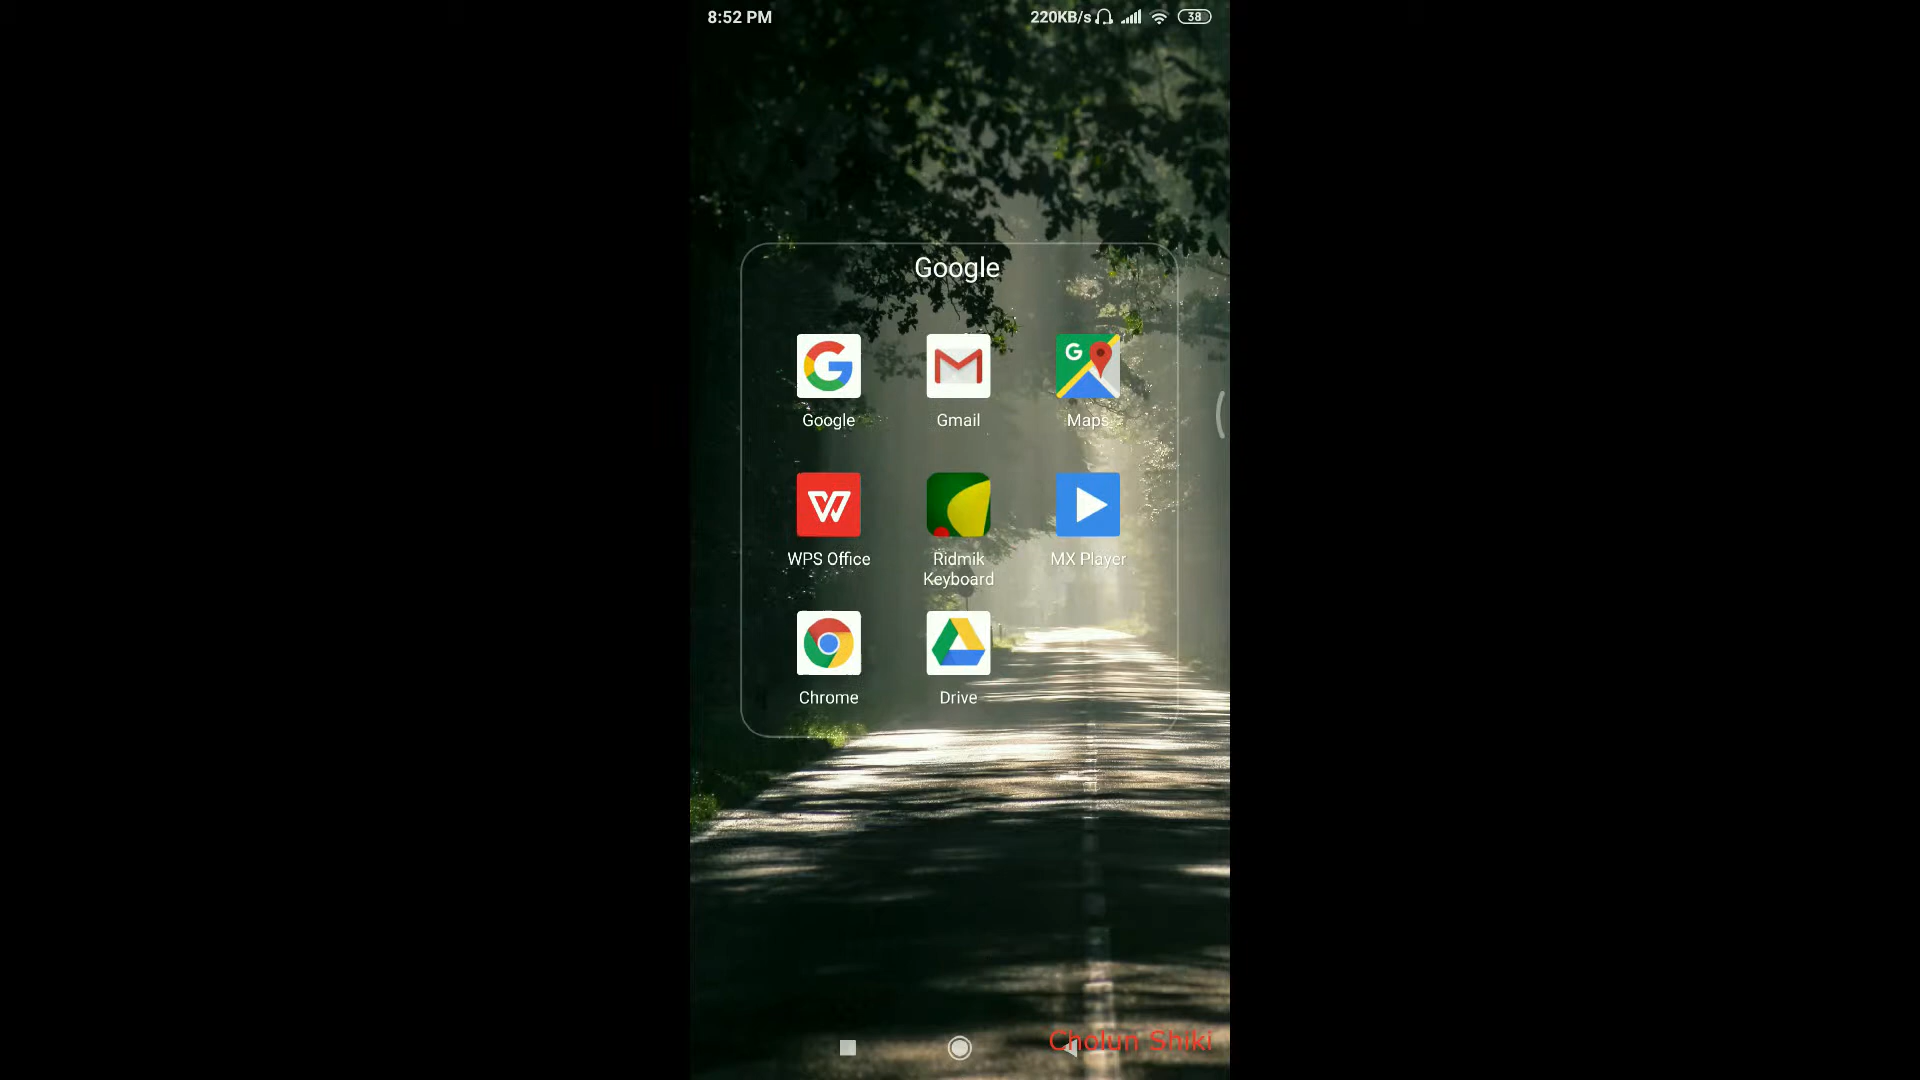 8:52 PM 220KB/s 38
Google
Google Gmail Maps
WPS Office Ridmik Keyboard MX Player
Chrome Drive
Cholun Shiki